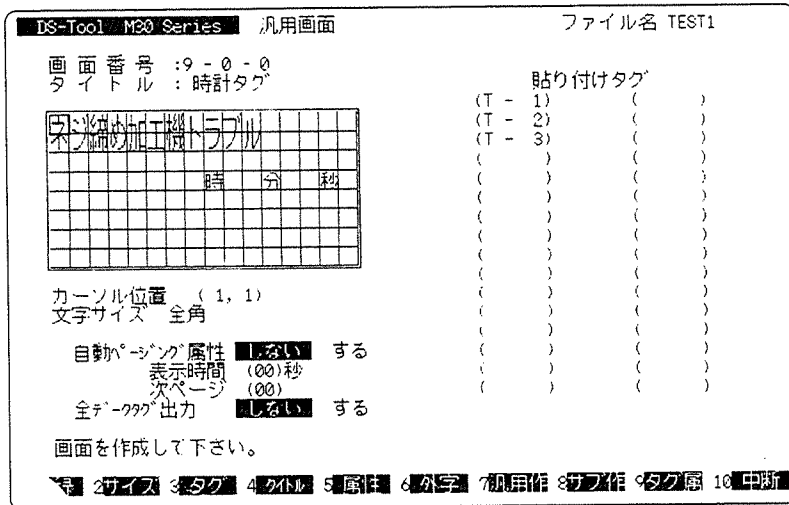 DS-Tool M30 Series 汎用画面 ファイル名 TEST1
画面番号 :9 - 0 - 0
タイトル : 時計タグ
貼り付けタグ
(T - 1) ( )
(T - 2) ( )
(T - 3) ( )
( ) ( )
( ) ( )
( ) ( )
( ) ( )
( ) ( )
( ) ( )
( ) ( )
( ) ( )
( ) ( )
( ) ( )
( ) ( )
( ) ( )
( ) ( )
ネジ締め加工機トラブル
時 分 秒
カーソル位置 ( 1, 1)
文字サイズ 全角
自動ページング属性 しない する
表示時間 (00)秒
次ページ (00)
全データタグ出力 しない する
画面を作成して下さい。
2サイズ 3タグ 4タイトル 5属性 6外字 7汎用作 8サブ作 9タグ属 10中断